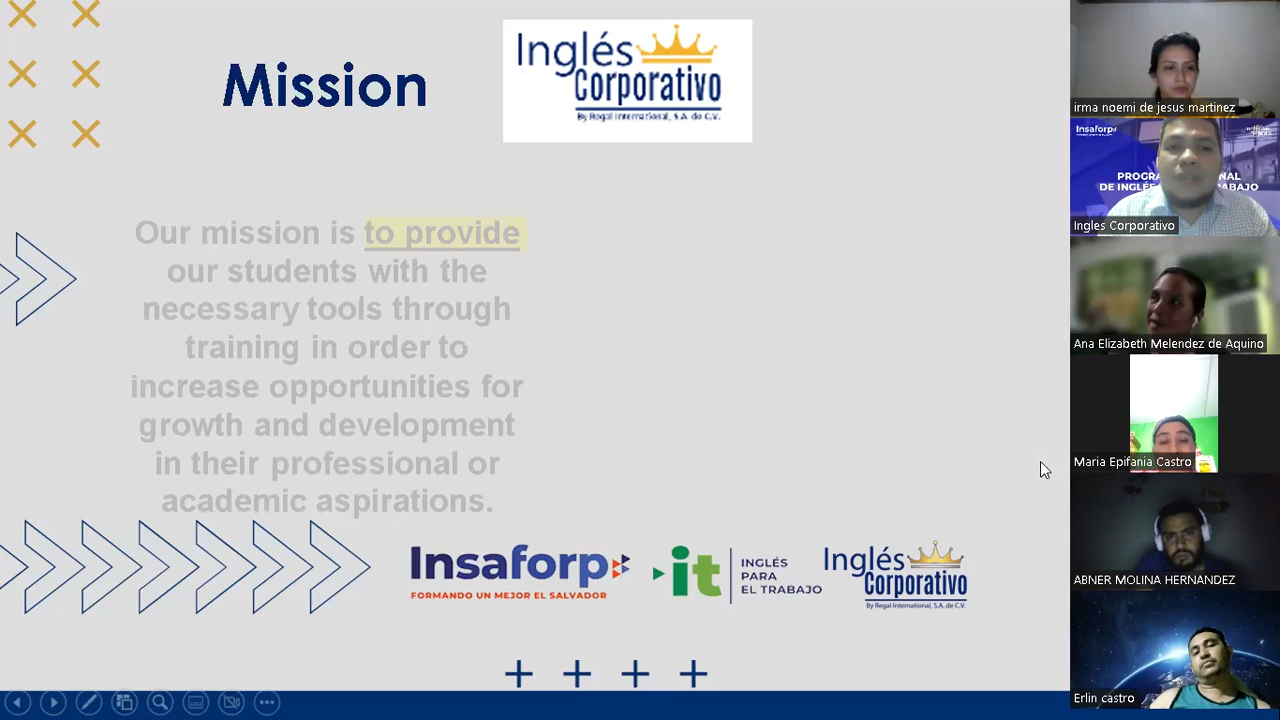 Mission
Inglés
Corporativo
By Regal International, S.A. de C.V.
Our mission is to provide
our students with the
necessary tools through
training in order to
increase opportunities for
growth and development
in their professional or
academic aspirations.
Insaforp
FORMANDO UN MEJOR EL SALVADOR
it
INGLÉS
PARA
EL TRABAJO
Inglés
Corporativo
By Regal International, S.A. de C.V.
irma noemi de jesus martinez
Insaforp
Ingles Corporativo
Ana Elizabeth Melendez de Aquino
Maria Epifania Castro
ABNER MOLINA HERNANDEZ
Erlin castro